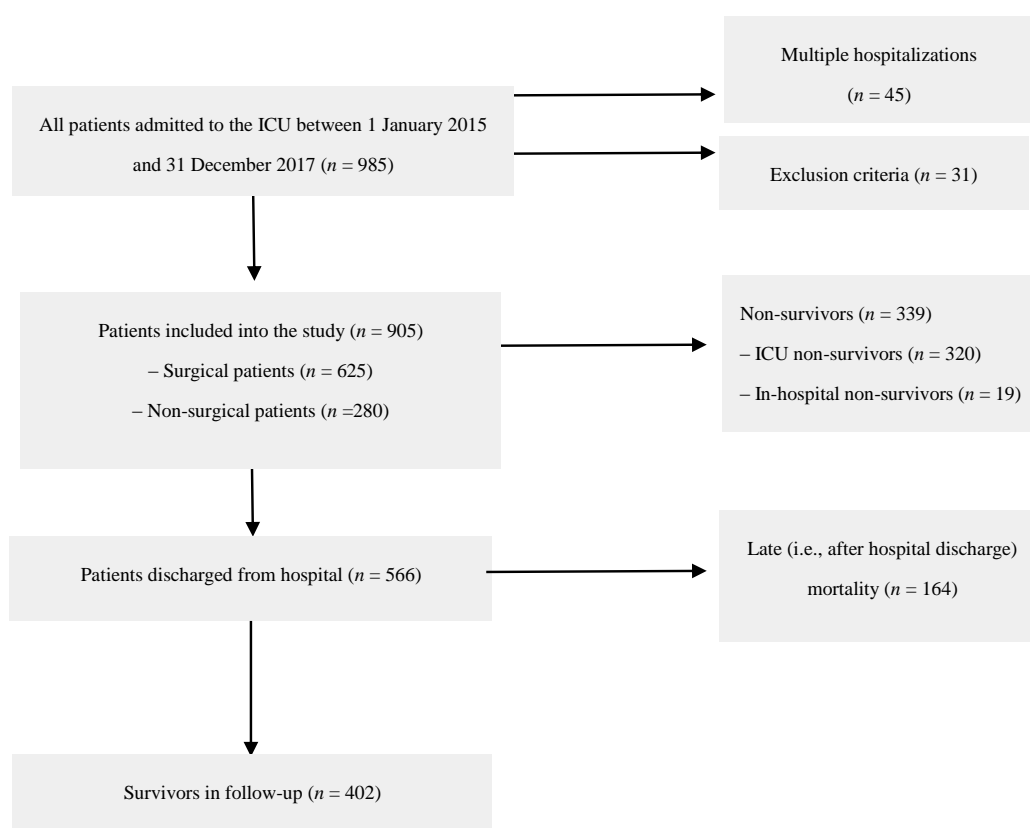 Multiple hospitalizations
(n = 45)
All patients admitted to the ICU between 1 January 2015
and 31 December 2017 (n = 985)
Exclusion criteria (n = 31)
Patients included into the study (n = 905)
– Surgical patients (n = 625)
– Non-surgical patients (n =280)
Non-survivors (n = 339)
– ICU non-survivors (n = 320)
– In-hospital non-survivors (n = 19)
Patients discharged from hospital (n = 566)
Late (i.e., after hospital discharge)
mortality (n = 164)
Survivors in follow-up (n = 402)